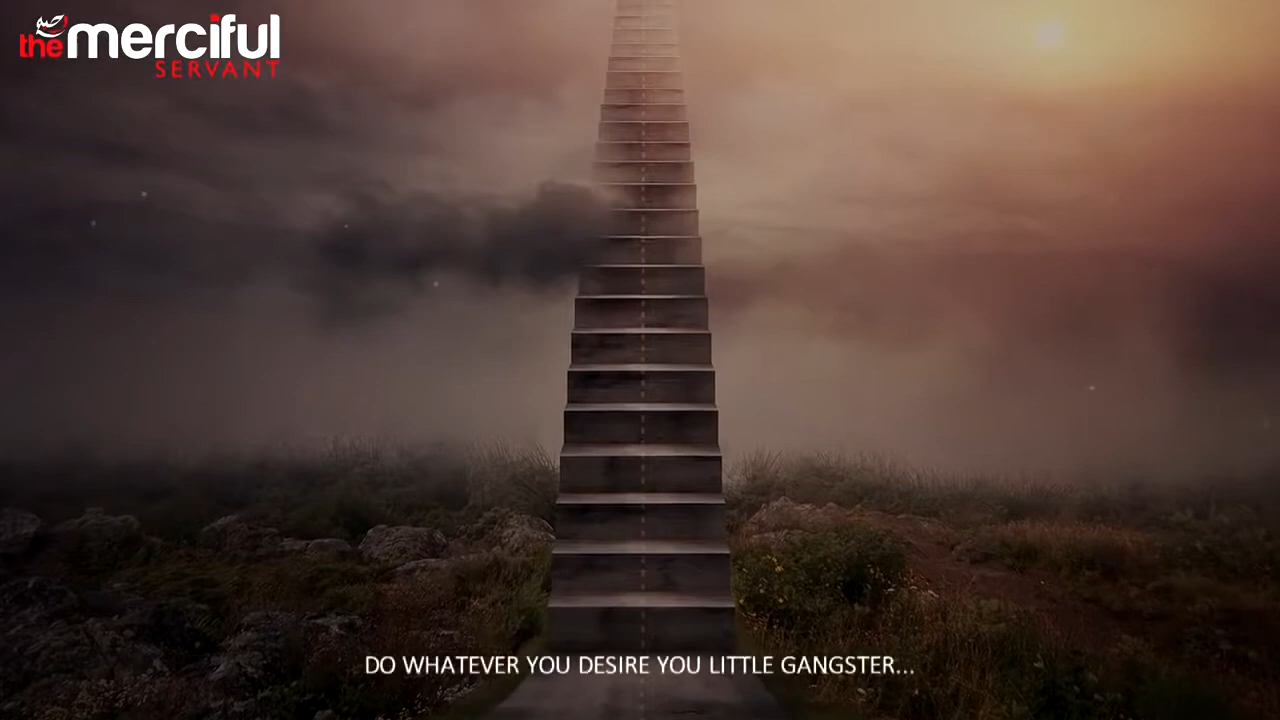 the merciful
SERVANT
DO WHATEVER YOU DESIRE YOU LITTLE GANGSTER...